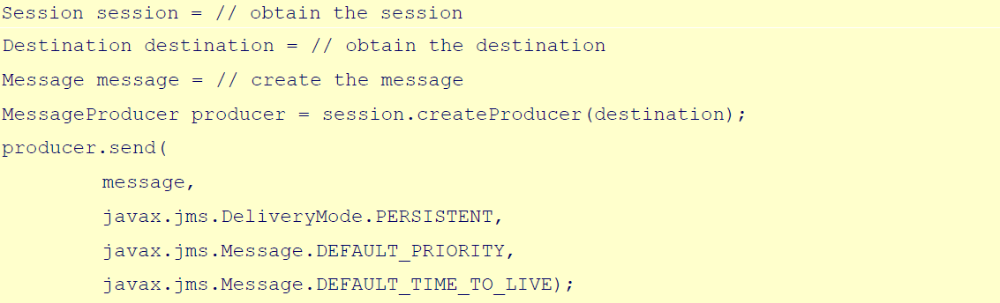 Session session = // obtain the session
Destination destination = // obtain the destination
Message message = // create the message
MessageProducer producer = session.createProducer(destination);
producer.send(
        message,
        javax.jms.DeliveryMode.PERSISTENT,
        javax.jms.Message.DEFAULT_PRIORITY,
        javax.jms.Message.DEFAULT_TIME_TO_LIVE);